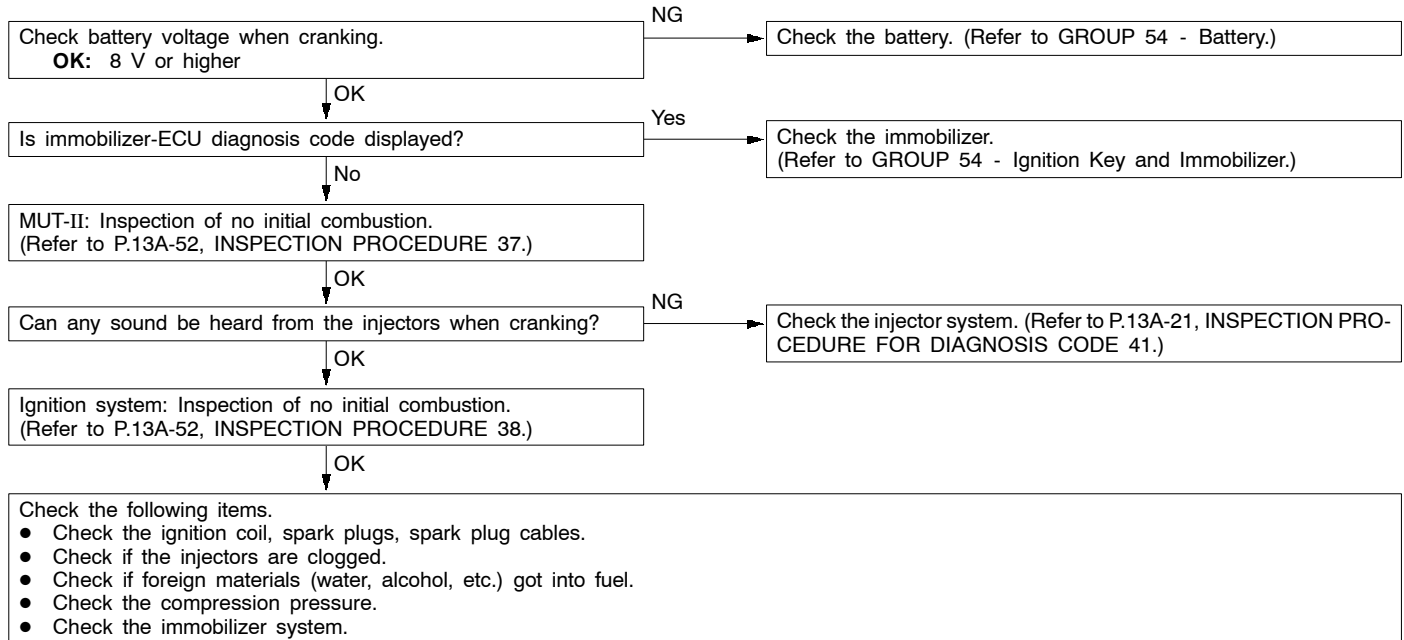 NG
Check battery voltage when cranking.
OK: 8 V or higher
Check the battery. (Refer to GROUP 54 - Battery.)
OK
Is immobilizer-ECU diagnosis code displayed?
Yes
Check the immobilizer.
(Refer to GROUP 54 - Ignition Key and Immobilizer.)
No
MUT-II: Inspection of no initial combustion.
(Refer to P.13A-52, INSPECTION PROCEDURE 37.)
OK
Can any sound be heard from the injectors when cranking?
NG
Check the injector system. (Refer to P.13A-21, INSPECTION PRO-
CEDURE FOR DIAGNOSIS CODE 41.)
OK
Ignition system: Inspection of no initial combustion.
(Refer to P.13A-52, INSPECTION PROCEDURE 38.)
OK
Check the following items.
● Check the ignition coil, spark plugs, spark plug cables.
● Check if the injectors are clogged.
● Check if foreign materials (water, alcohol, etc.) got into fuel.
● Check the compression pressure.
● Check the immobilizer system.